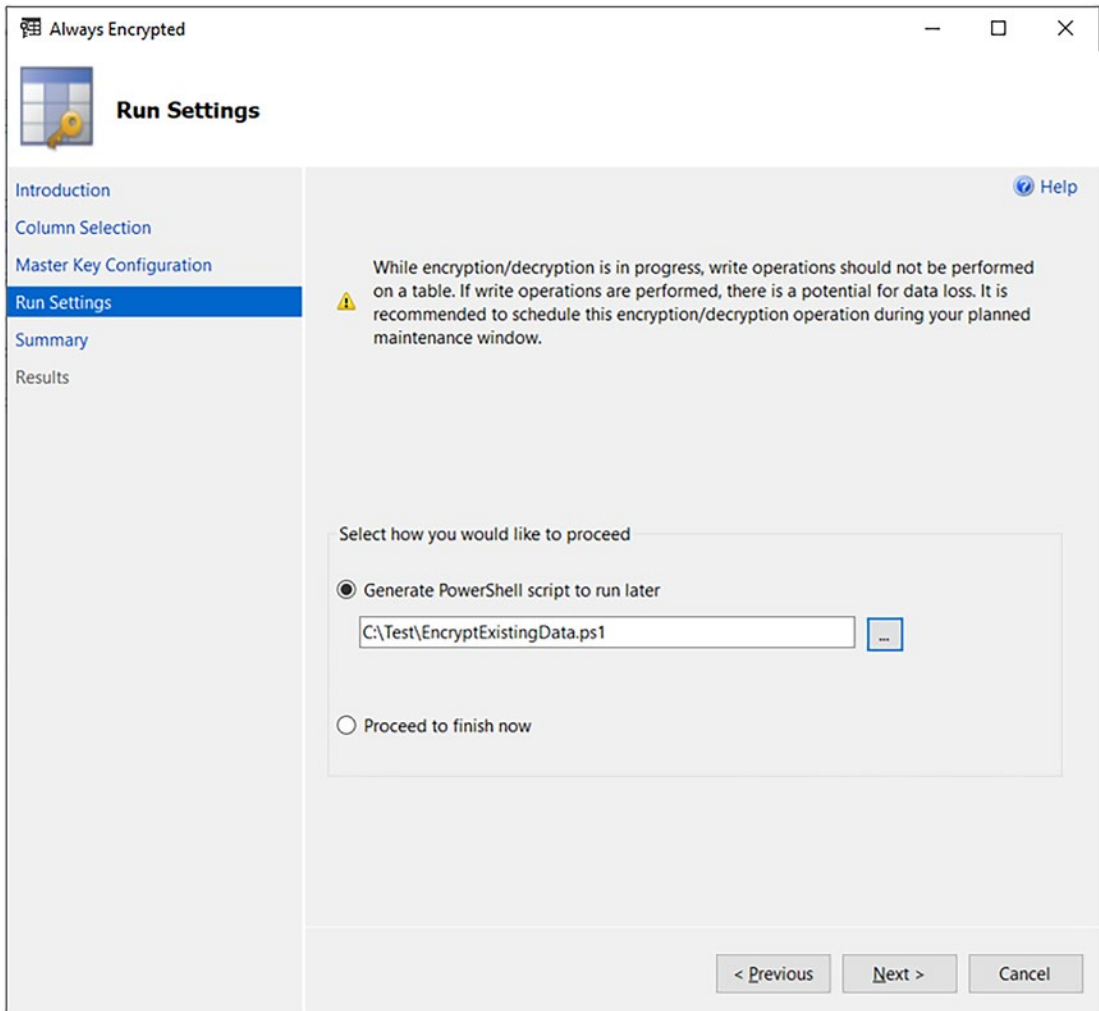 Always Encrypted
Run Settings
Introduction
Column Selection
Master Key Configuration
Run Settings
Summary
Results
Help
While encryption/decryption is in progress, write operations should not be performed
on a table. If write operations are performed, there is a potential for data loss. It is
recommended to schedule this encryption/decryption operation during your planned
maintenance window.
Select how you would like to proceed
Generate PowerShell script to run later
C:\Test\EncryptExistingData.ps1
...
Proceed to finish now
< Previous
Next >
Cancel